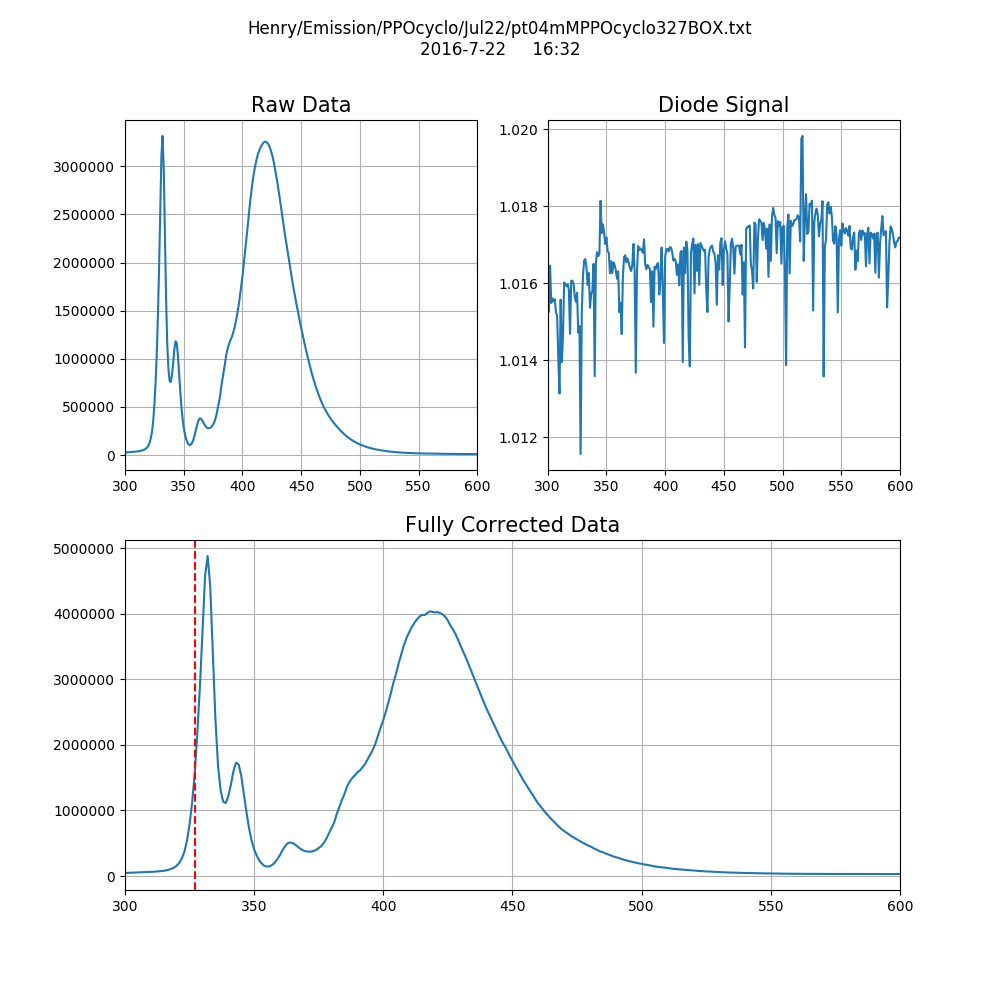 Henry/Emission/PPOcyclo/Jul22/pt04mMPPOcyclo327BOX.txt
2016-7-22 16:32
Raw Data
3000000
2500000
2000000
1500000
1000000
500000
0
300 350 400 450 500 550 600
Diode Signal
1.020
1.018
1.016
1.014
1.012
300 350 400 450 500 550 600
Fully Corrected Data
5000000
4000000
3000000
2000000
1000000
0
300 350 400 450 500 550 600